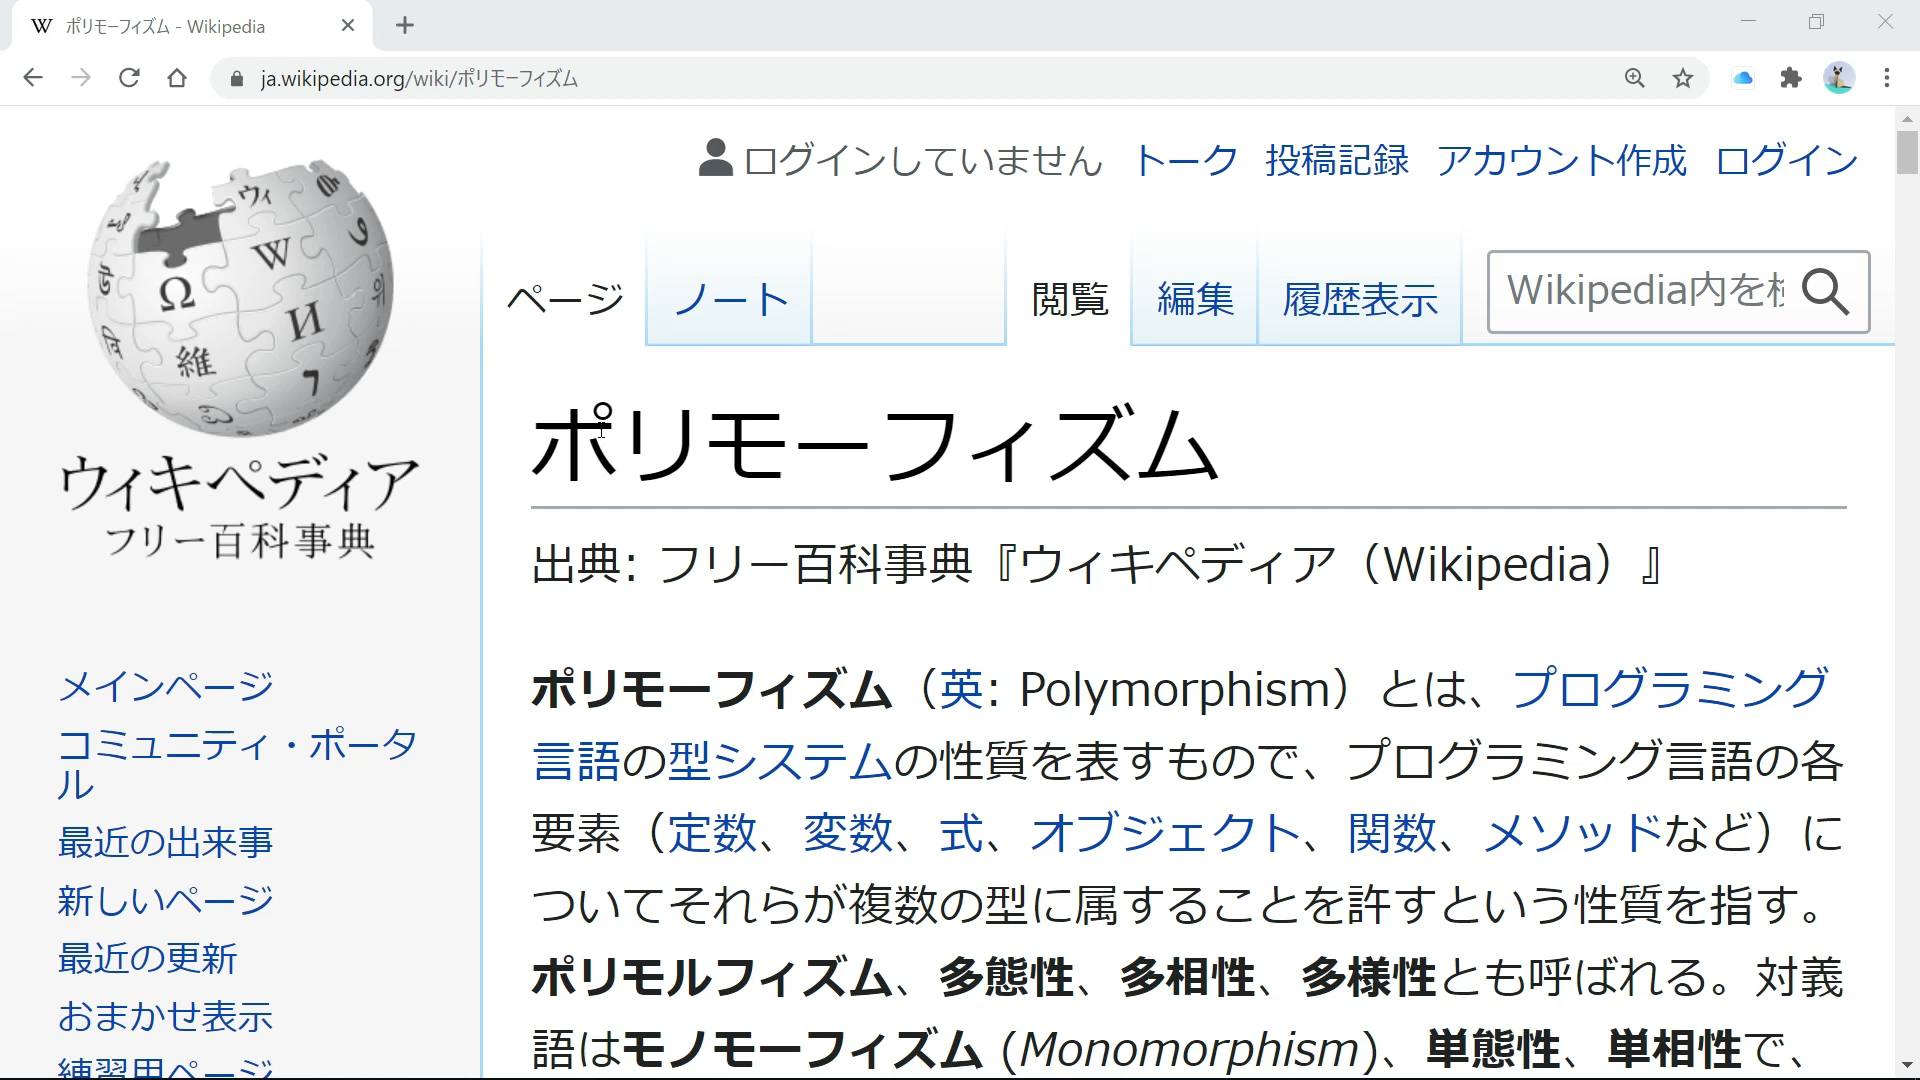 ポリモーフィズム - Wikipedia
ja.wikipedia.org/wiki/ポリモーフィズム
ログインしていません トーク 投稿記録 アカウント作成 ログイン
ページ ノート 閲覧 編集 履歴表示 Wikipedia内を検
ウィキペディア
フリー百科事典
ポリモーフィズム
出典: フリー百科事典『ウィキペディア（Wikipedia）』
ポリモーフィズム（英: Polymorphism）とは、プログラミング
言語の型システムの性質を表すもので、プログラミング言語の各
要素（定数、変数、式、オブジェクト、関数、メソッドなど）に
ついてそれらが複数の型に属することを許すという性質を指す。
ポリモルフィズム、多態性、多相性、多様性とも呼ばれる。対義
語はモノモーフィズム (Monomorphism)、単態性、単相性で、
メインページ
コミュニティ・ポータ
ル
最近の出来事
新しいページ
最近の更新
おまかせ表示
練習用ページ